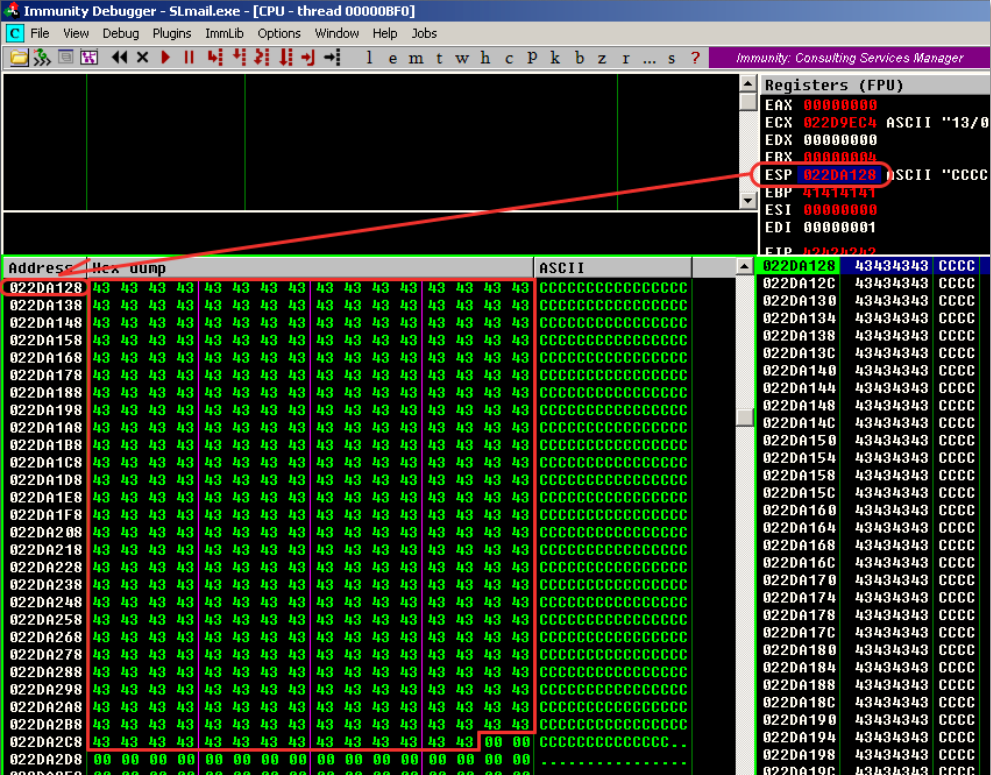 Immunity Debugger - SLmail.exe - [CPU - thread 00000BF0]
C File View Debug Plugins ImmLib Options Window Help Jobs
l e m t w h c P k b z r ... s ? Immunity: Consulting Services Manager
Registers (FPU)
EAX 00000000
ECX 022D9EC4 ASCII "13/0
EDX 00000000
EBX 00000004
ESP 022DA128 ASCII "CCCC
EBP 41414141
ESI 00000000
EDI 00000001
EIP 42424242
Address Hex dump ASCII
022DA128 43 43 43 43 43 43 43 43 43 43 43 43 43 43 43 43 CCCCCCCCCCCCCCCC
022DA138 43 43 43 43 43 43 43 43 43 43 43 43 43 43 43 43 CCCCCCCCCCCCCCCC
022DA148 43 43 43 43 43 43 43 43 43 43 43 43 43 43 43 43 CCCCCCCCCCCCCCCC
022DA158 43 43 43 43 43 43 43 43 43 43 43 43 43 43 43 43 CCCCCCCCCCCCCCCC
022DA168 43 43 43 43 43 43 43 43 43 43 43 43 43 43 43 43 CCCCCCCCCCCCCCCC
022DA178 43 43 43 43 43 43 43 43 43 43 43 43 43 43 43 43 CCCCCCCCCCCCCCCC
022DA188 43 43 43 43 43 43 43 43 43 43 43 43 43 43 43 43 CCCCCCCCCCCCCCCC
022DA198 43 43 43 43 43 43 43 43 43 43 43 43 43 43 43 43 CCCCCCCCCCCCCCCC
022DA1A8 43 43 43 43 43 43 43 43 43 43 43 43 43 43 43 43 CCCCCCCCCCCCCCCC
022DA1B8 43 43 43 43 43 43 43 43 43 43 43 43 43 43 43 43 CCCCCCCCCCCCCCCC
022DA1C8 43 43 43 43 43 43 43 43 43 43 43 43 43 43 43 43 CCCCCCCCCCCCCCCC
022DA1D8 43 43 43 43 43 43 43 43 43 43 43 43 43 43 43 43 CCCCCCCCCCCCCCCC
022DA1E8 43 43 43 43 43 43 43 43 43 43 43 43 43 43 43 43 CCCCCCCCCCCCCCCC
022DA1F8 43 43 43 43 43 43 43 43 43 43 43 43 43 43 43 43 CCCCCCCCCCCCCCCC
022DA208 43 43 43 43 43 43 43 43 43 43 43 43 43 43 43 43 CCCCCCCCCCCCCCCC
022DA218 43 43 43 43 43 43 43 43 43 43 43 43 43 43 43 43 CCCCCCCCCCCCCCCC
022DA228 43 43 43 43 43 43 43 43 43 43 43 43 43 43 43 43 CCCCCCCCCCCCCCCC
022DA238 43 43 43 43 43 43 43 43 43 43 43 43 43 43 43 43 CCCCCCCCCCCCCCCC
022DA248 43 43 43 43 43 43 43 43 43 43 43 43 43 43 43 43 CCCCCCCCCCCCCCCC
022DA258 43 43 43 43 43 43 43 43 43 43 43 43 43 43 43 43 CCCCCCCCCCCCCCCC
022DA268 43 43 43 43 43 43 43 43 43 43 43 43 43 43 43 43 CCCCCCCCCCCCCCCC
022DA278 43 43 43 43 43 43 43 43 43 43 43 43 43 43 43 43 CCCCCCCCCCCCCCCC
022DA288 43 43 43 43 43 43 43 43 43 43 43 43 43 43 43 43 CCCCCCCCCCCCCCCC
022DA298 43 43 43 43 43 43 43 43 43 43 43 43 43 43 43 43 CCCCCCCCCCCCCCCC
022DA2A8 43 43 43 43 43 43 43 43 43 43 43 43 43 43 43 43 CCCCCCCCCCCCCCCC
022DA2B8 43 43 43 43 43 43 43 43 43 43 43 43 43 43 43 43 CCCCCCCCCCCCCCCC
022DA2C8 43 43 43 43 43 43 43 43 43 43 43 43 43 43 00 00 CCCCCCCCCCCCCC..
022DA2D8 00 00 00 00 00 00 00 00 00 00 00 00 00 00 00 00 ................
022DA128 43434343 CCCC
022DA12C 43434343 CCCC
022DA130 43434343 CCCC
022DA134 43434343 CCCC
022DA138 43434343 CCCC
022DA13C 43434343 CCCC
022DA140 43434343 CCCC
022DA144 43434343 CCCC
022DA148 43434343 CCCC
022DA14C 43434343 CCCC
022DA150 43434343 CCCC
022DA154 43434343 CCCC
022DA158 43434343 CCCC
022DA15C 43434343 CCCC
022DA160 43434343 CCCC
022DA164 43434343 CCCC
022DA168 43434343 CCCC
022DA16C 43434343 CCCC
022DA170 43434343 CCCC
022DA174 43434343 CCCC
022DA178 43434343 CCCC
022DA17C 43434343 CCCC
022DA180 43434343 CCCC
022DA184 43434343 CCCC
022DA188 43434343 CCCC
022DA18C 43434343 CCCC
022DA190 43434343 CCCC
022DA194 43434343 CCCC
022DA198 43434343 CCCC
022DA19C 43434343 CCCC